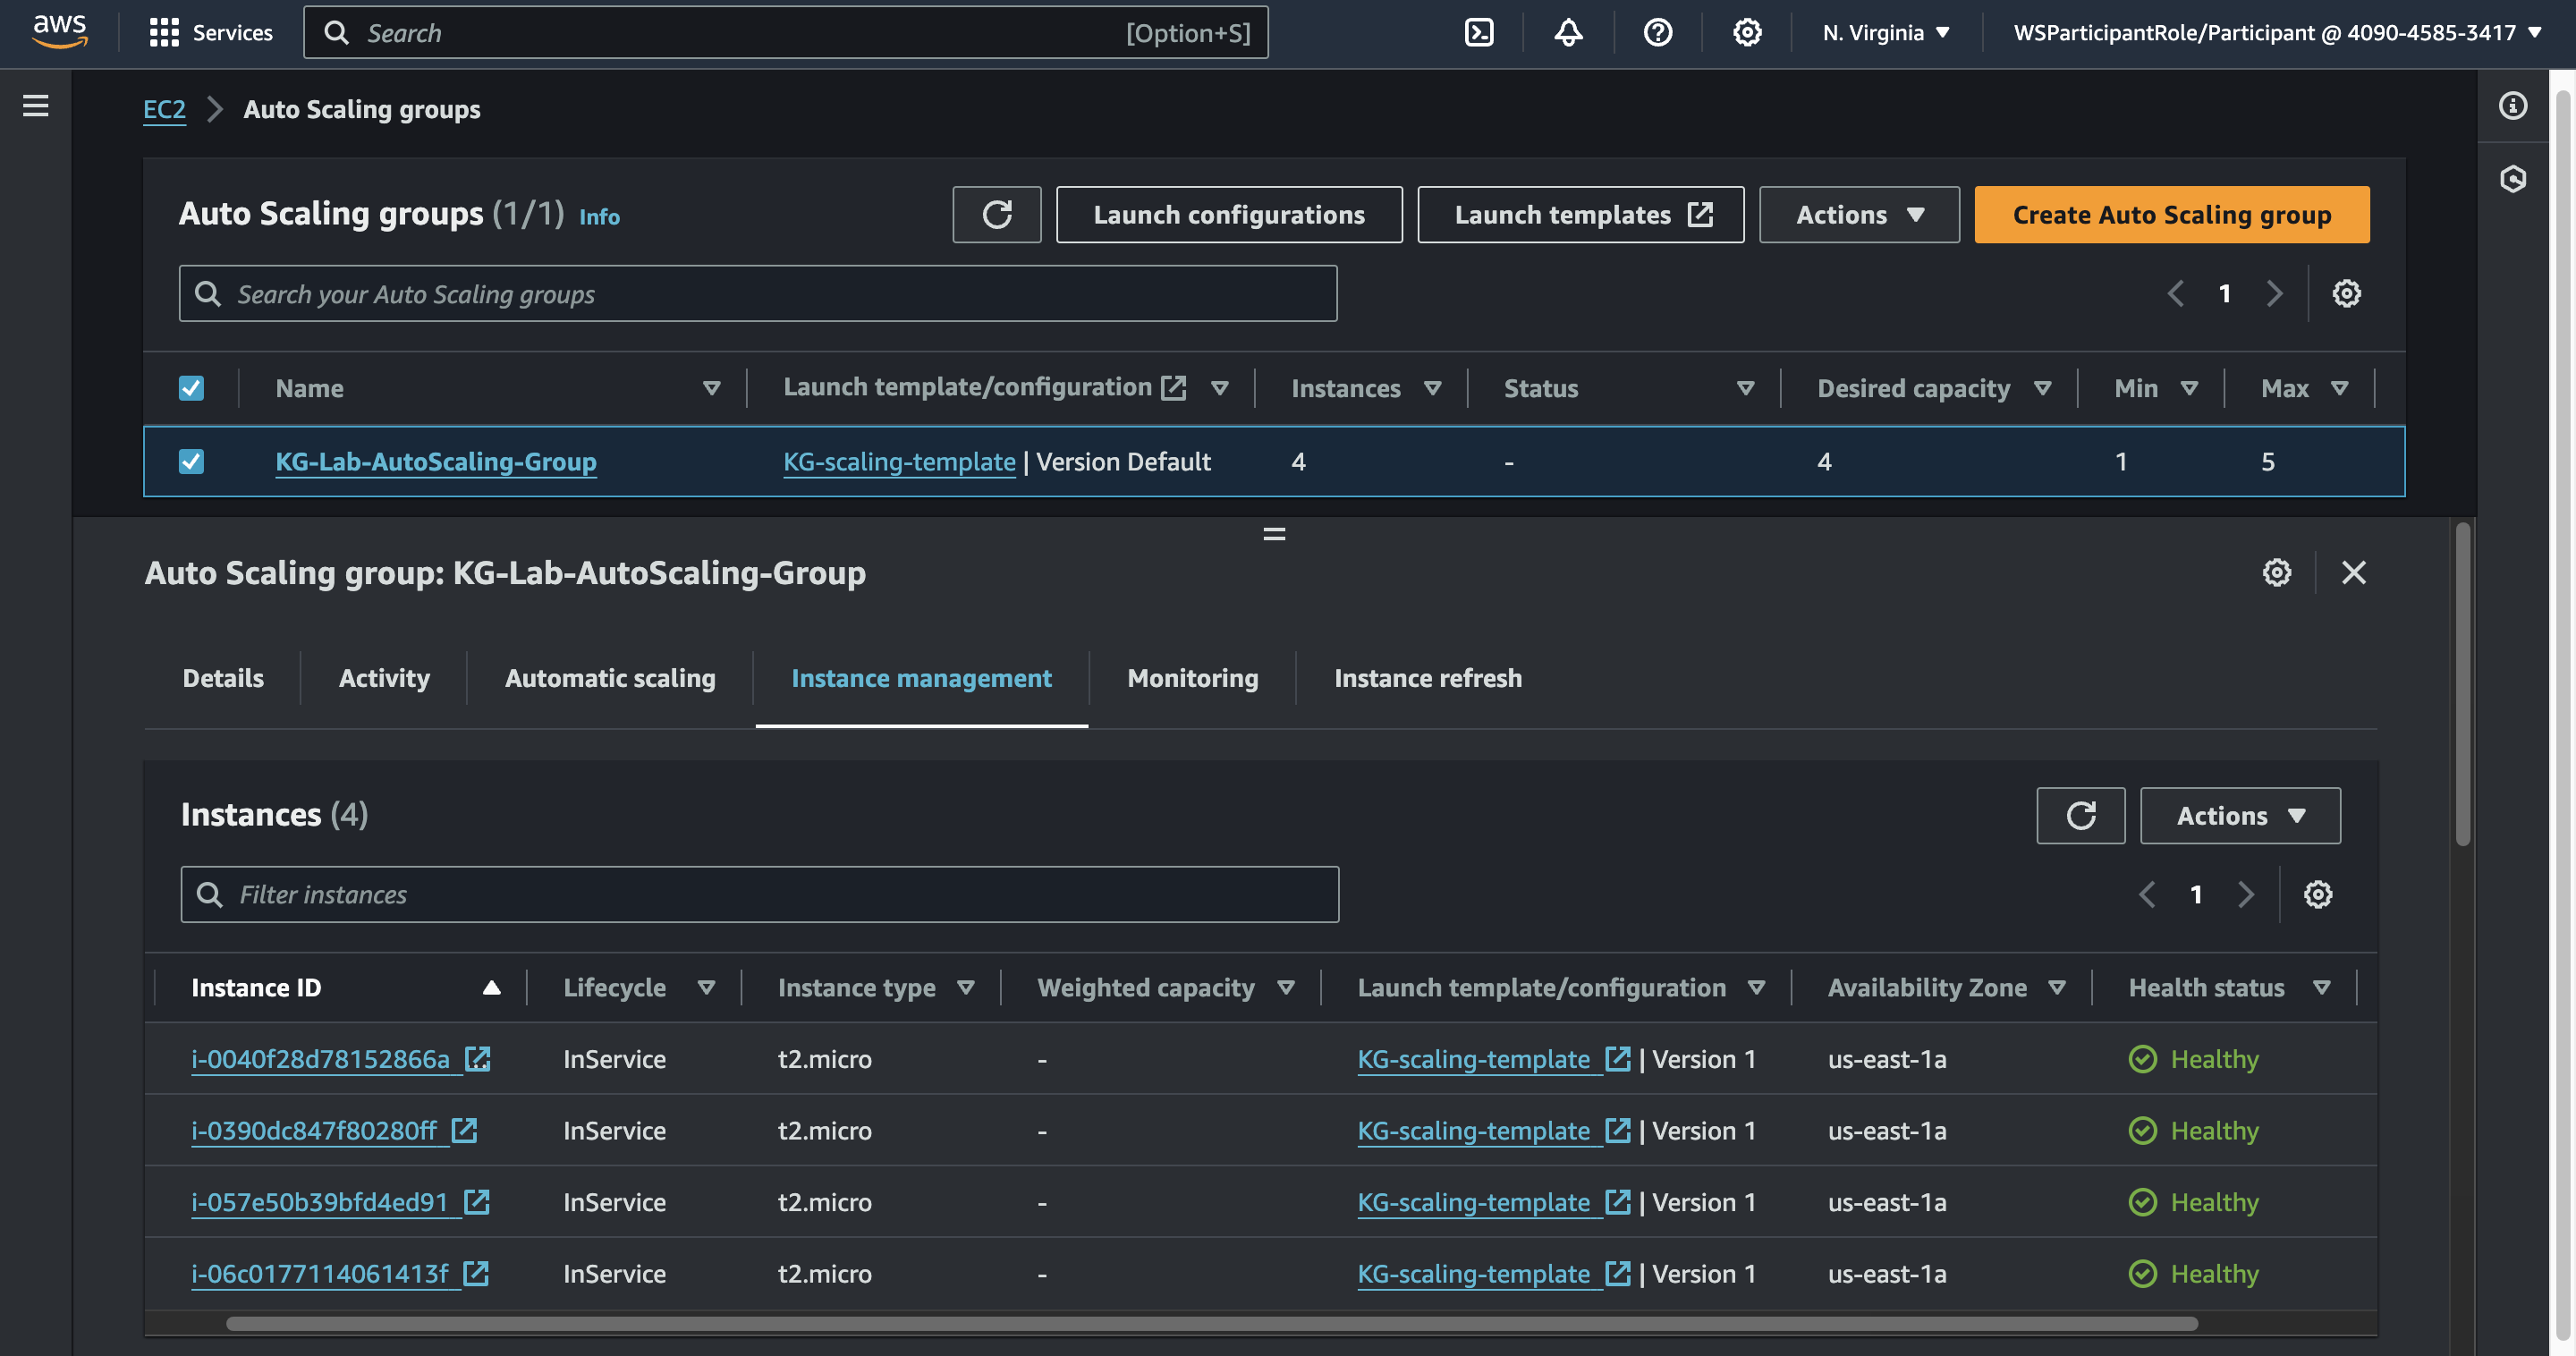 aws Services Search [Option+S] N. Virginia WSParticipantRole/Participant @ 4090-4585-3417
EC2 Auto Scaling groups
Auto Scaling groups (1/1) Info Launch configurations Launch templates Actions Create Auto Scaling group
Search your Auto Scaling groups 1
Name Launch template/configuration Instances Status Desired capacity Min Max
KG-Lab-AutoScaling-Group KG-scaling-template | Version Default 4 - 4 1 5
Auto Scaling group: KG-Lab-AutoScaling-Group
Details Activity Automatic scaling Instance management Monitoring Instance refresh
Instances (4) Actions
Filter instances 1
Instance ID Lifecycle Instance type Weighted capacity Launch template/configuration Availability Zone Health status
i-0040f28d78152866a InService t2.micro - KG-scaling-template | Version 1 us-east-1a Healthy
i-0390dc847f80280ff InService t2.micro - KG-scaling-template | Version 1 us-east-1a Healthy
i-057e50b39bfd4ed91 InService t2.micro - KG-scaling-template | Version 1 us-east-1a Healthy
i-06c0177114061413f InService t2.micro - KG-scaling-template | Version 1 us-east-1a Healthy